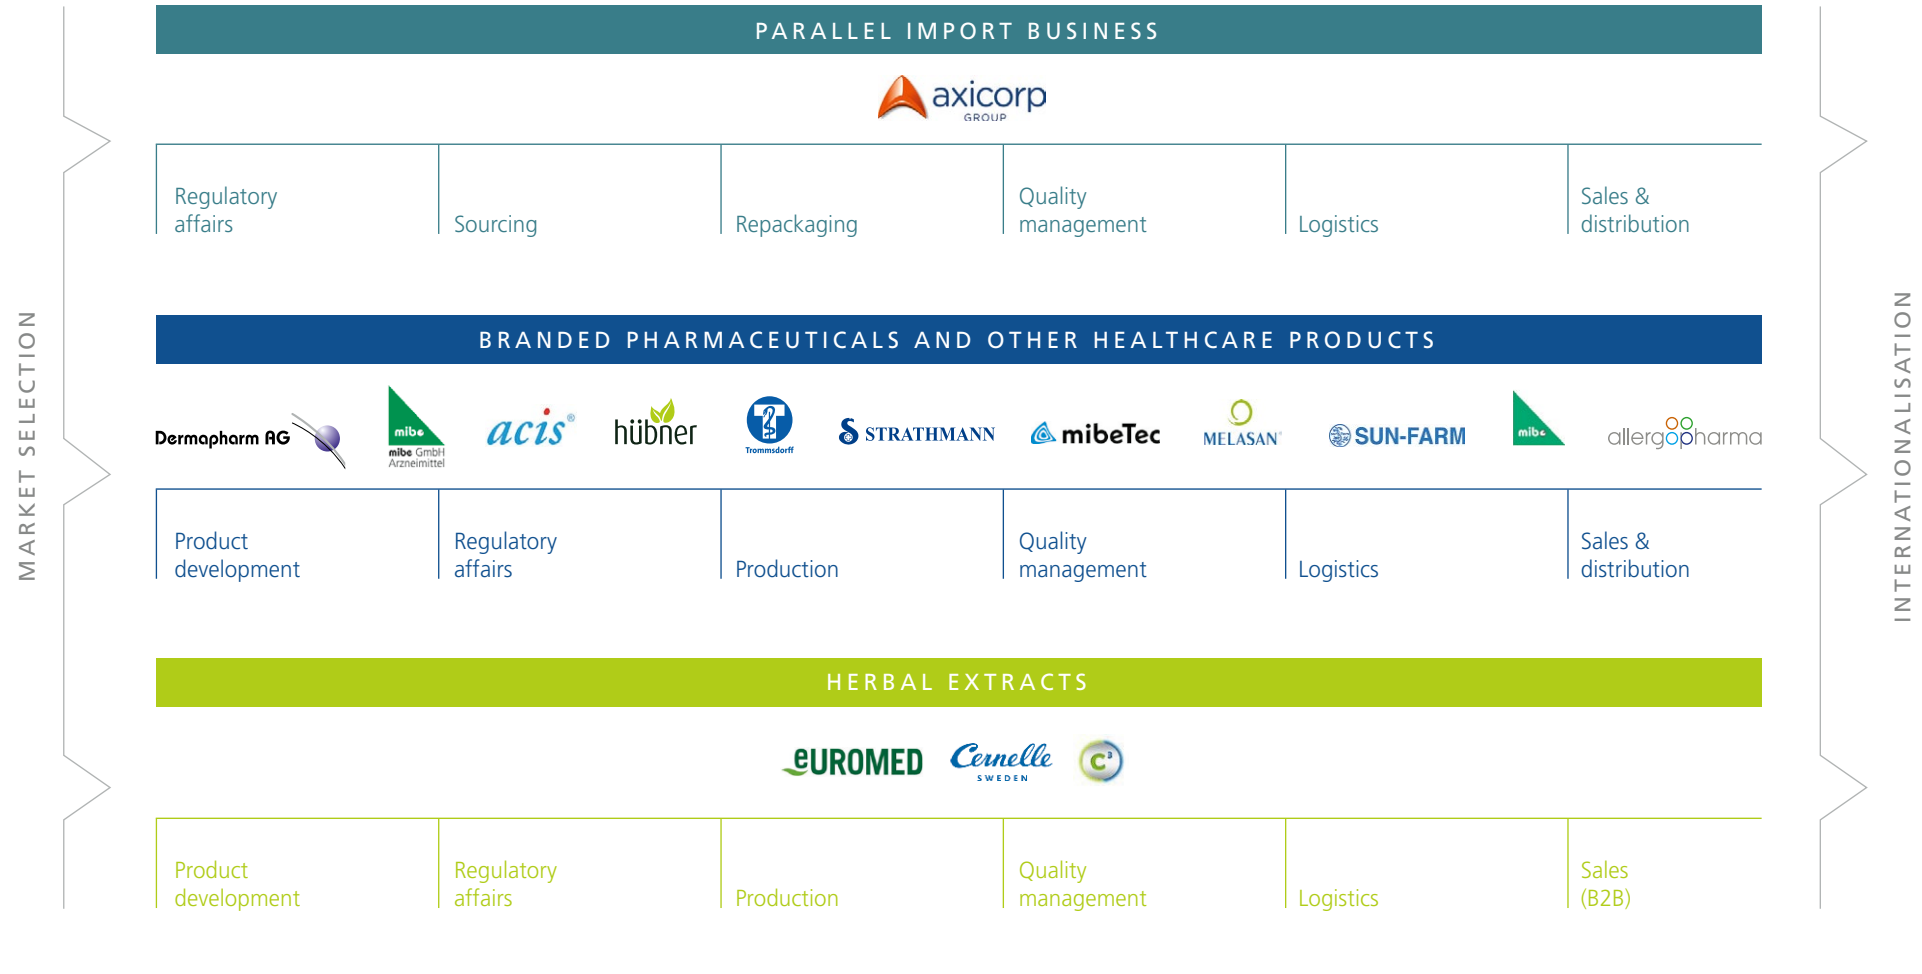 PARALLEL IMPORT BUSINESS
axicorp
GROUP
Regulatory
affairs
Sourcing
Repackaging
Quality
management
Logistics
Sales &
distribution
MARKET SELECTION
INTERNATIONALISATION
BRANDED PHARMACEUTICALS AND OTHER HEALTHCARE PRODUCTS
Dermapharm AG
mibe
mibe GmbH
Arzneimittel
acis®
hübner
T
Trommsdorff
STRATHMANN
mibeTec
MELASAN®
SUN-FARM
mibe
allergopharma
Product
development
Regulatory
affairs
Production
Quality
management
Logistics
Sales &
distribution
HERBAL EXTRACTS
eUROMED
Cernelle
SWEDEN
C³
Product
development
Regulatory
affairs
Production
Quality
management
Logistics
Sales
(B2B)